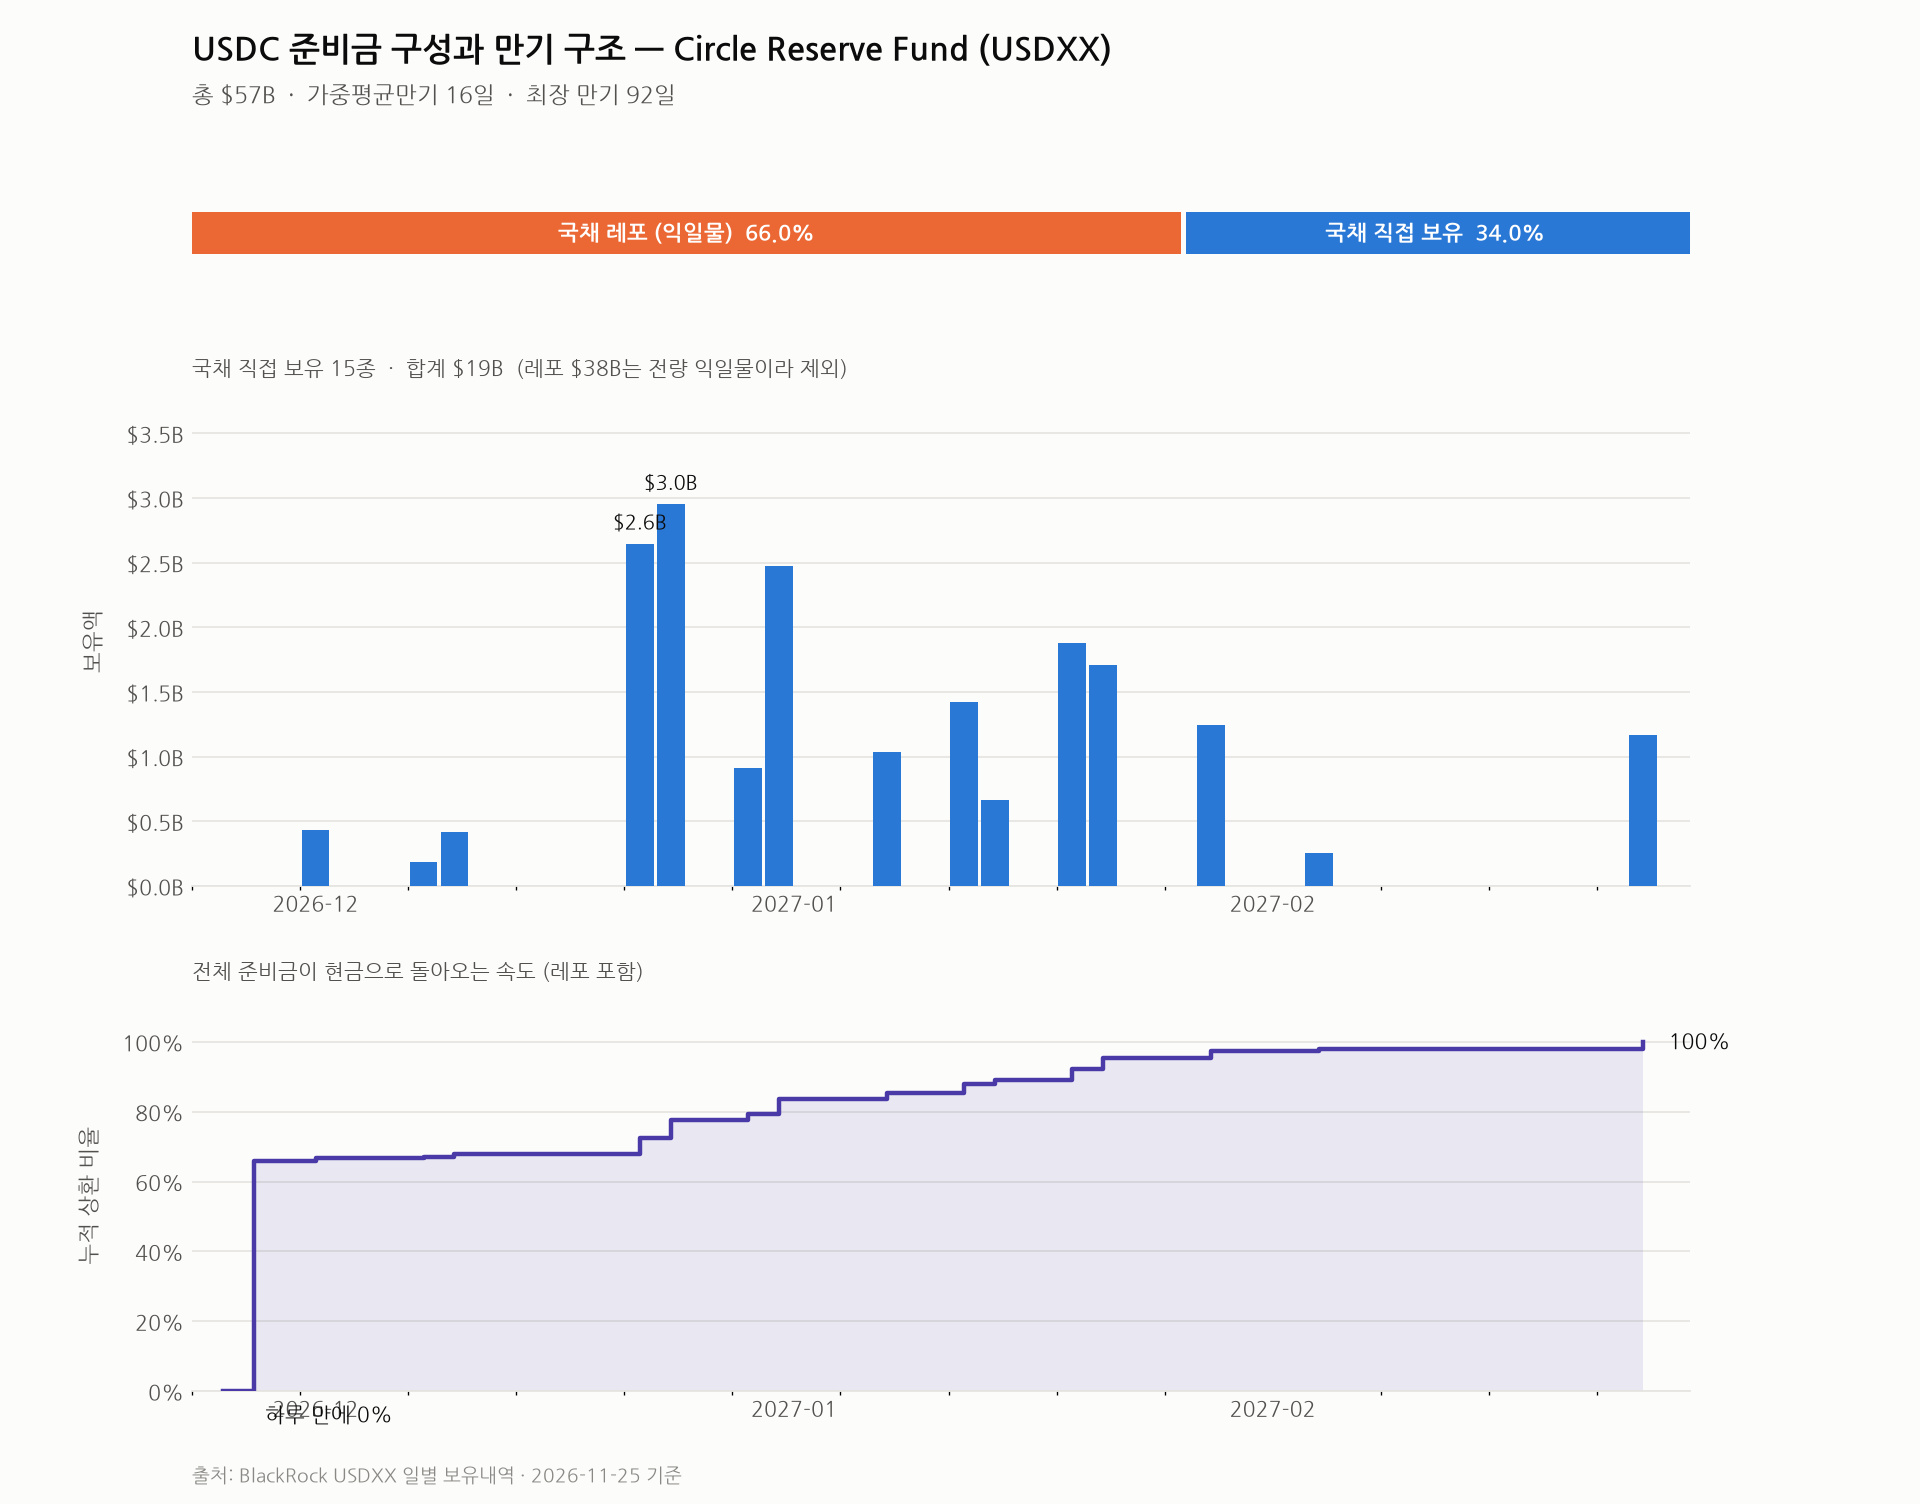 USDC 준비금 구성과 만기 구조 — Circle Reserve Fund (USDXX)
총 $57B · 가중평균만기 16일 · 최장 만기 92일
국채 레포 (익일물) 66.0%
국채 직접 보유 34.0%
국채 직접 보유 15종 · 합계 $19B (레포 $38B는 전량 익일물이라 제외)
보유액
$3.5B
$3.0B
$2.5B
$2.0B
$1.5B
$1.0B
$0.5B
$0.0B
$3.0B
$2.6B
2026-12
2027-01
2027-02
전체 준비금이 현금으로 돌아오는 속도 (레포 포함)
누적 상환 비율
100%
80%
60%
40%
20%
0%
100%
2026-12
2027-01
2027-02
하루 만에 0%
출처: BlackRock USDXX 일별 보유내역 · 2026-11-25 기준